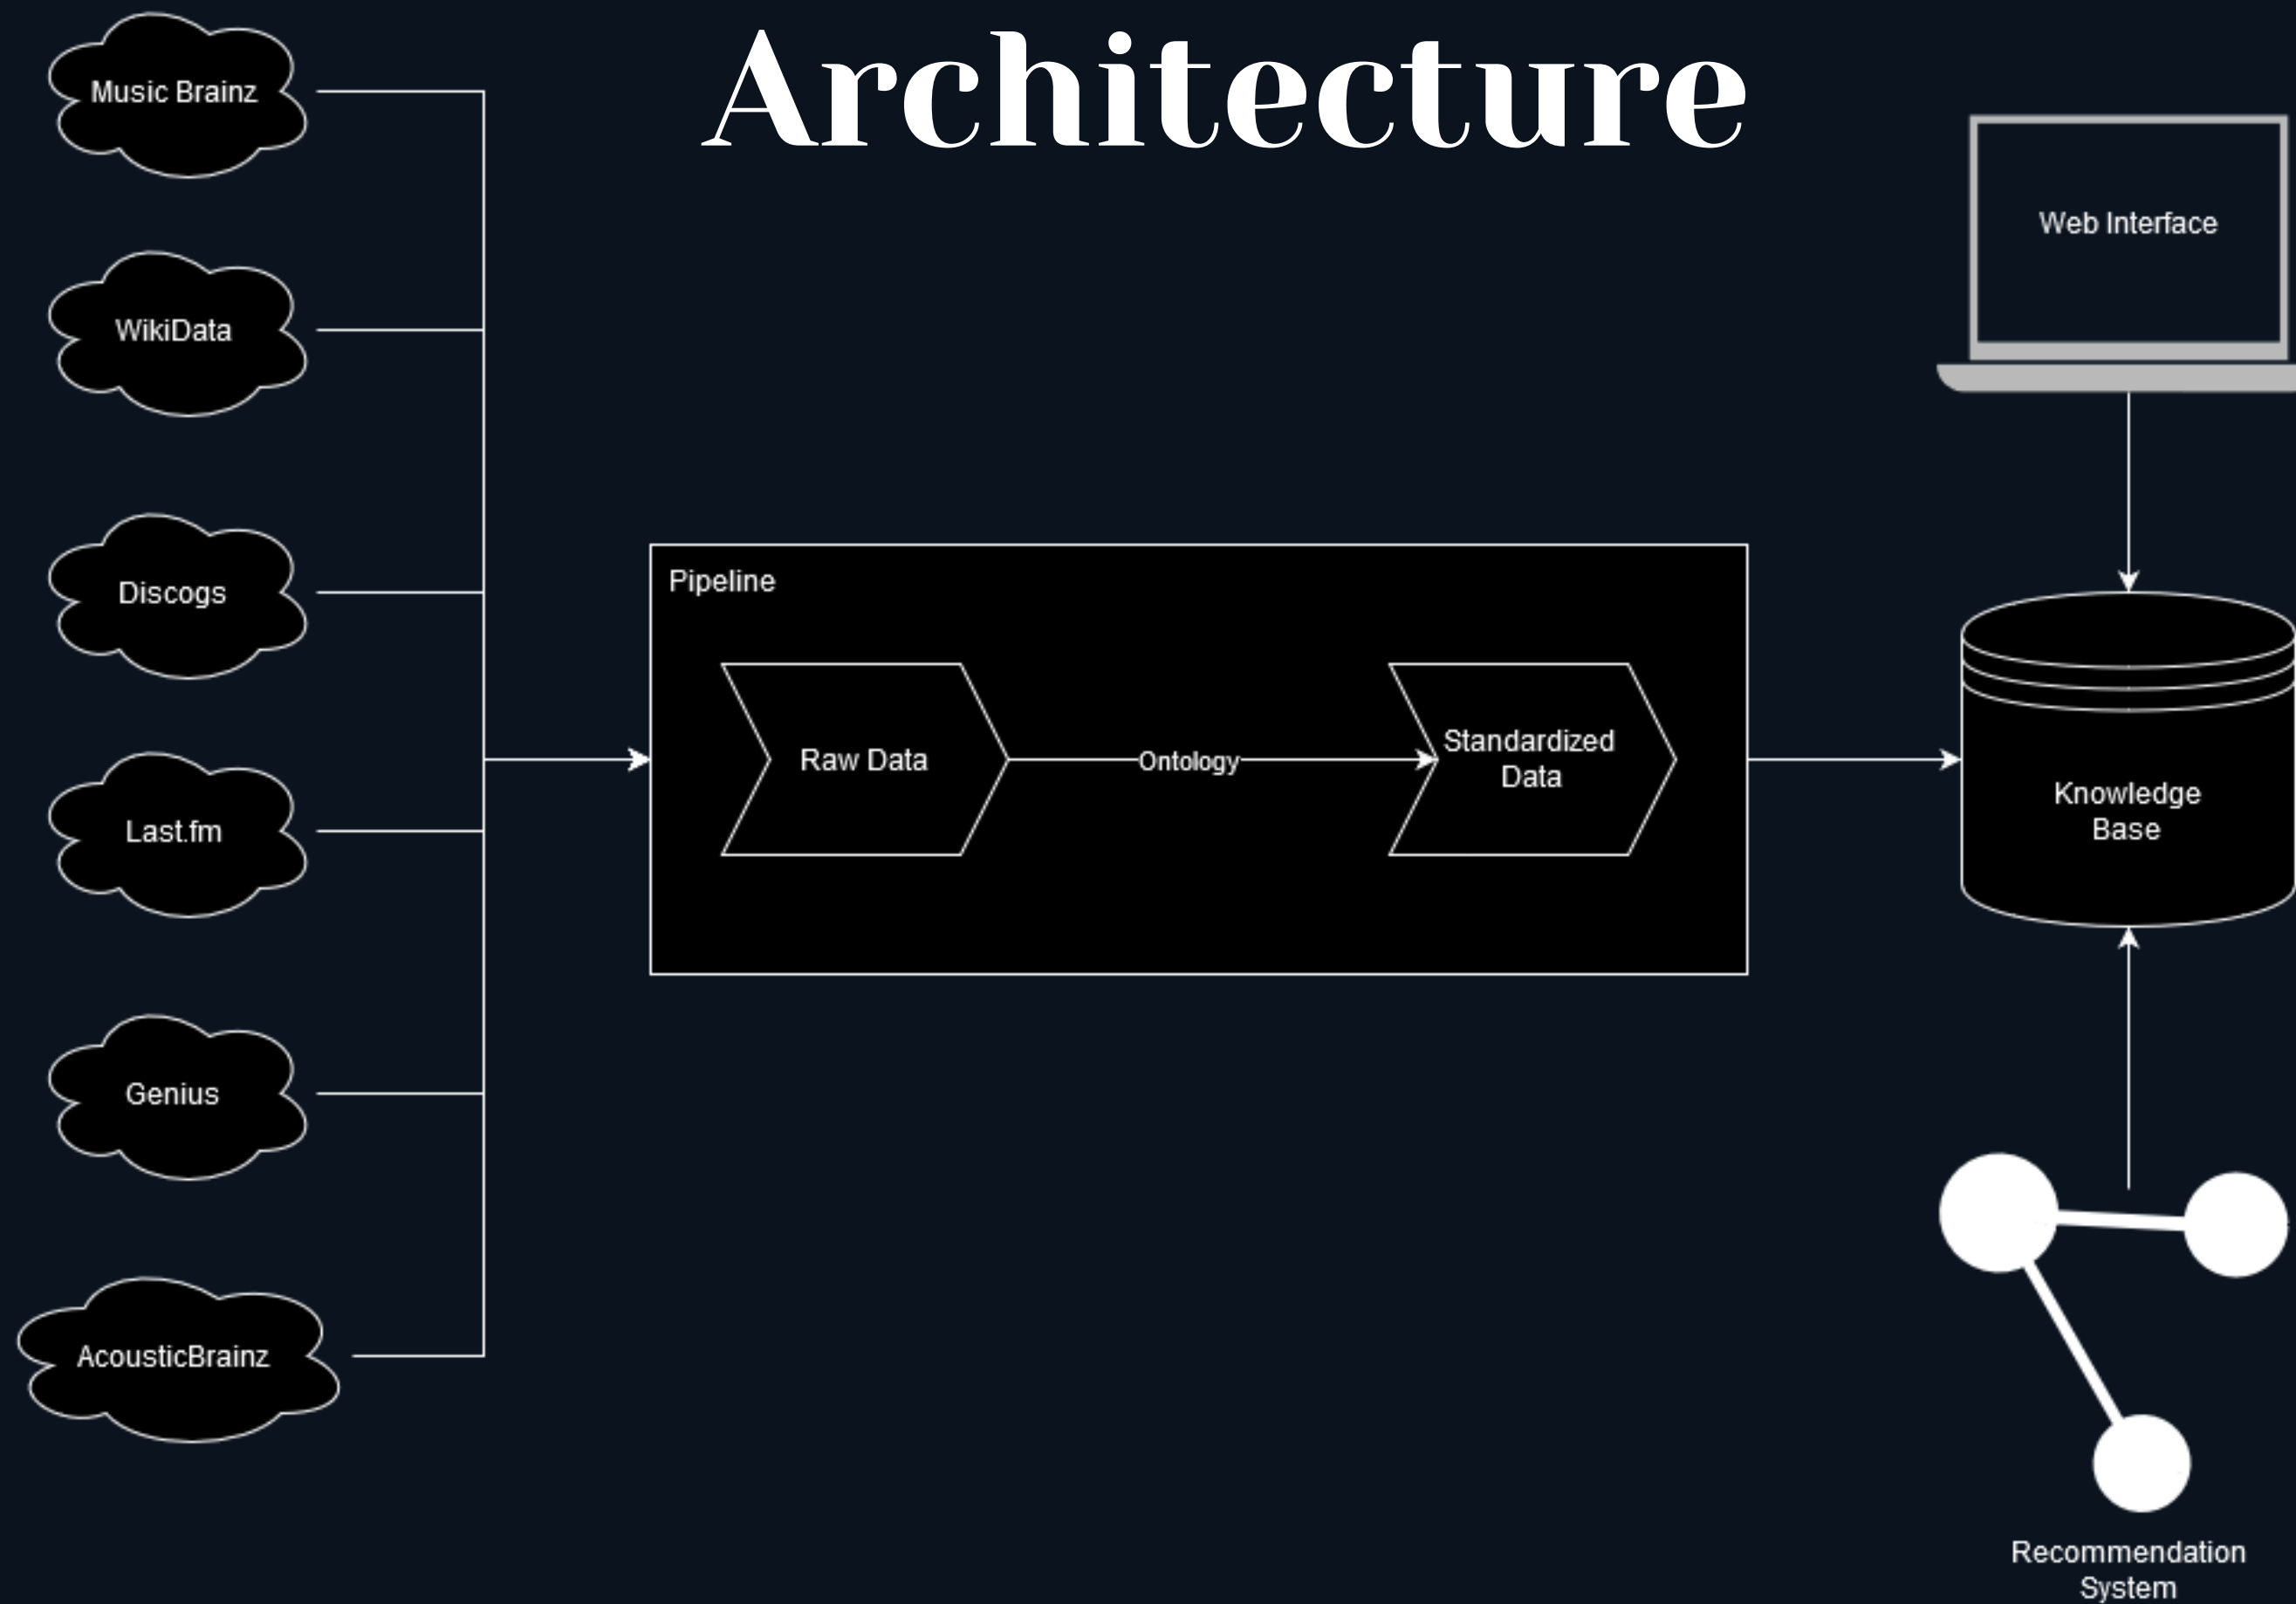 Architecture
Music Brainz
WikiData
Discogs
Last.fm
Genius
AcousticBrainz
Pipeline
Raw Data
Ontology
Standardized
Data
Web Interface
Knowledge
Base
Recommendation
System